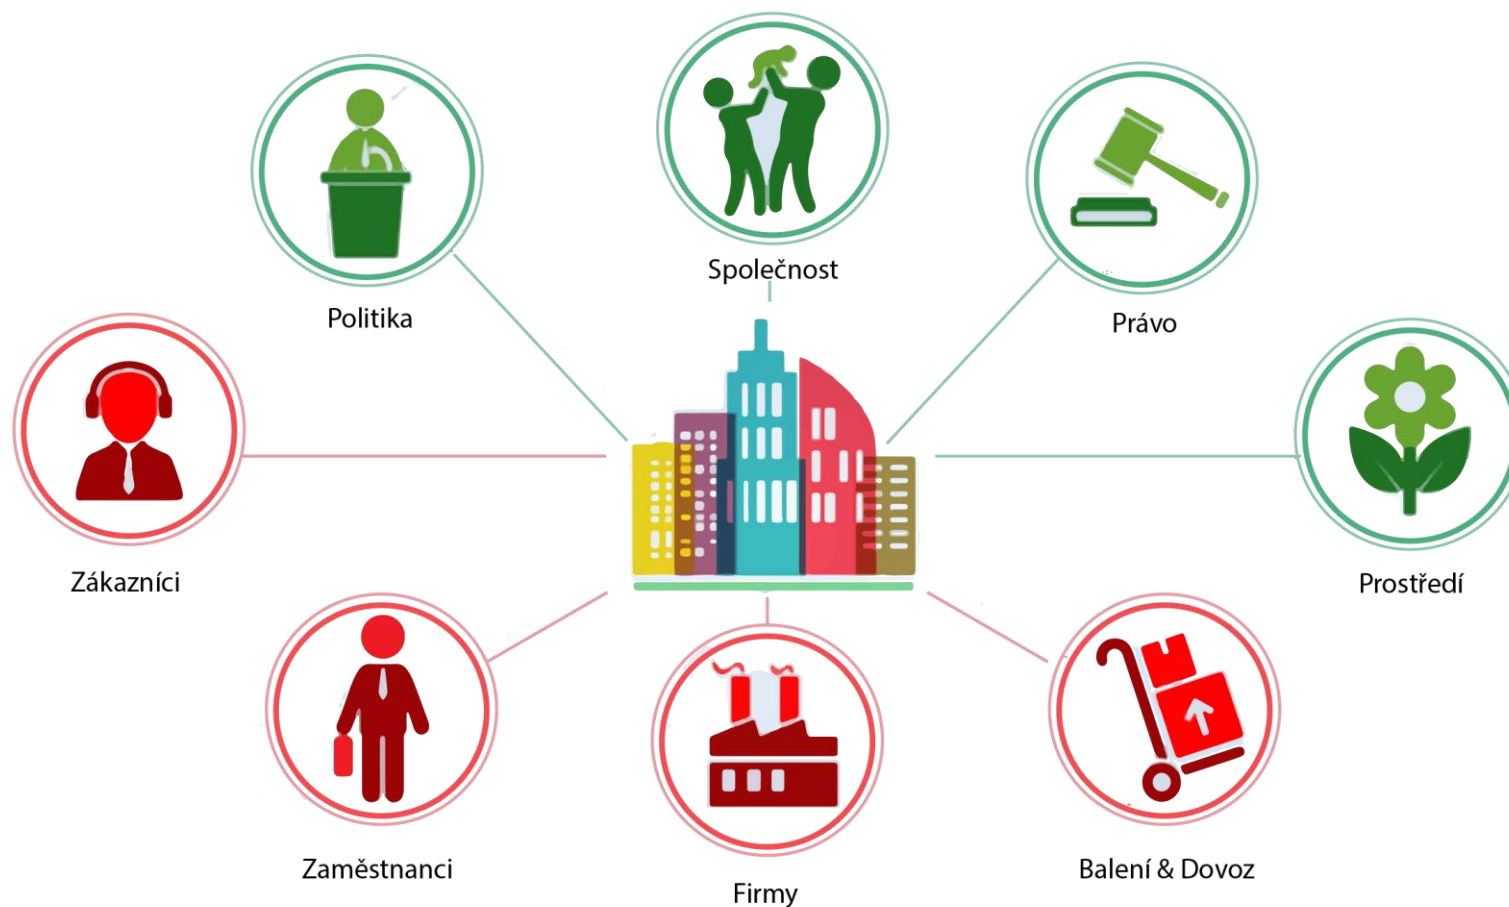 Společnost
Politika
Právo
Zákazníci
Prostředí
Zaměstnanci
Firmy
Balení & Dovoz